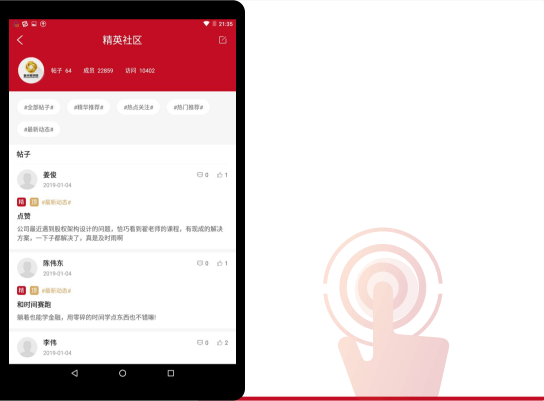 21:35
精英社区
帖子 64 成员 22859 访问 10402
#全部帖子# #精华推荐# #热点关注# #热门推荐#
#最新动态#
帖子
姜俊 0 1
2019-01-04
精 顶 #最新动态#
点赞
公司最近遇到股权架构设计的问题，恰巧看到翟老师的课程，有现成的解决
方案，一下子都解决了，真是及时雨啊
陈伟东 0 1
2019-01-04
精 顶 #最新动态#
和时间赛跑
躺着也能学金融，用零碎的时间学点东西也不错嘛!
李伟 0 2
2019-01-04